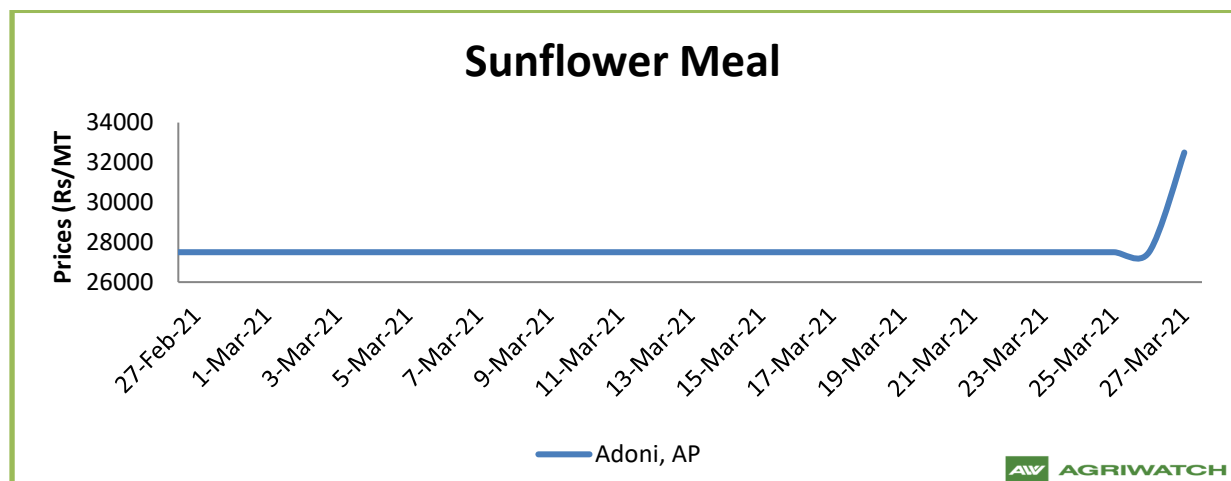 Sunflower Meal
Prices (Rs/MT
34000
32000
30000
28000
26000
27-Feb-21
1-Mar-21
3-Mar-21
5-Mar-21
7-Mar-21
9-Mar-21
11-Mar-21
13-Mar-21
15-Mar-21
17-Mar-21
19-Mar-21
21-Mar-21
23-Mar-21
25-Mar-21
27-Mar-21
Adoni, AP
AW AGRIWATCH